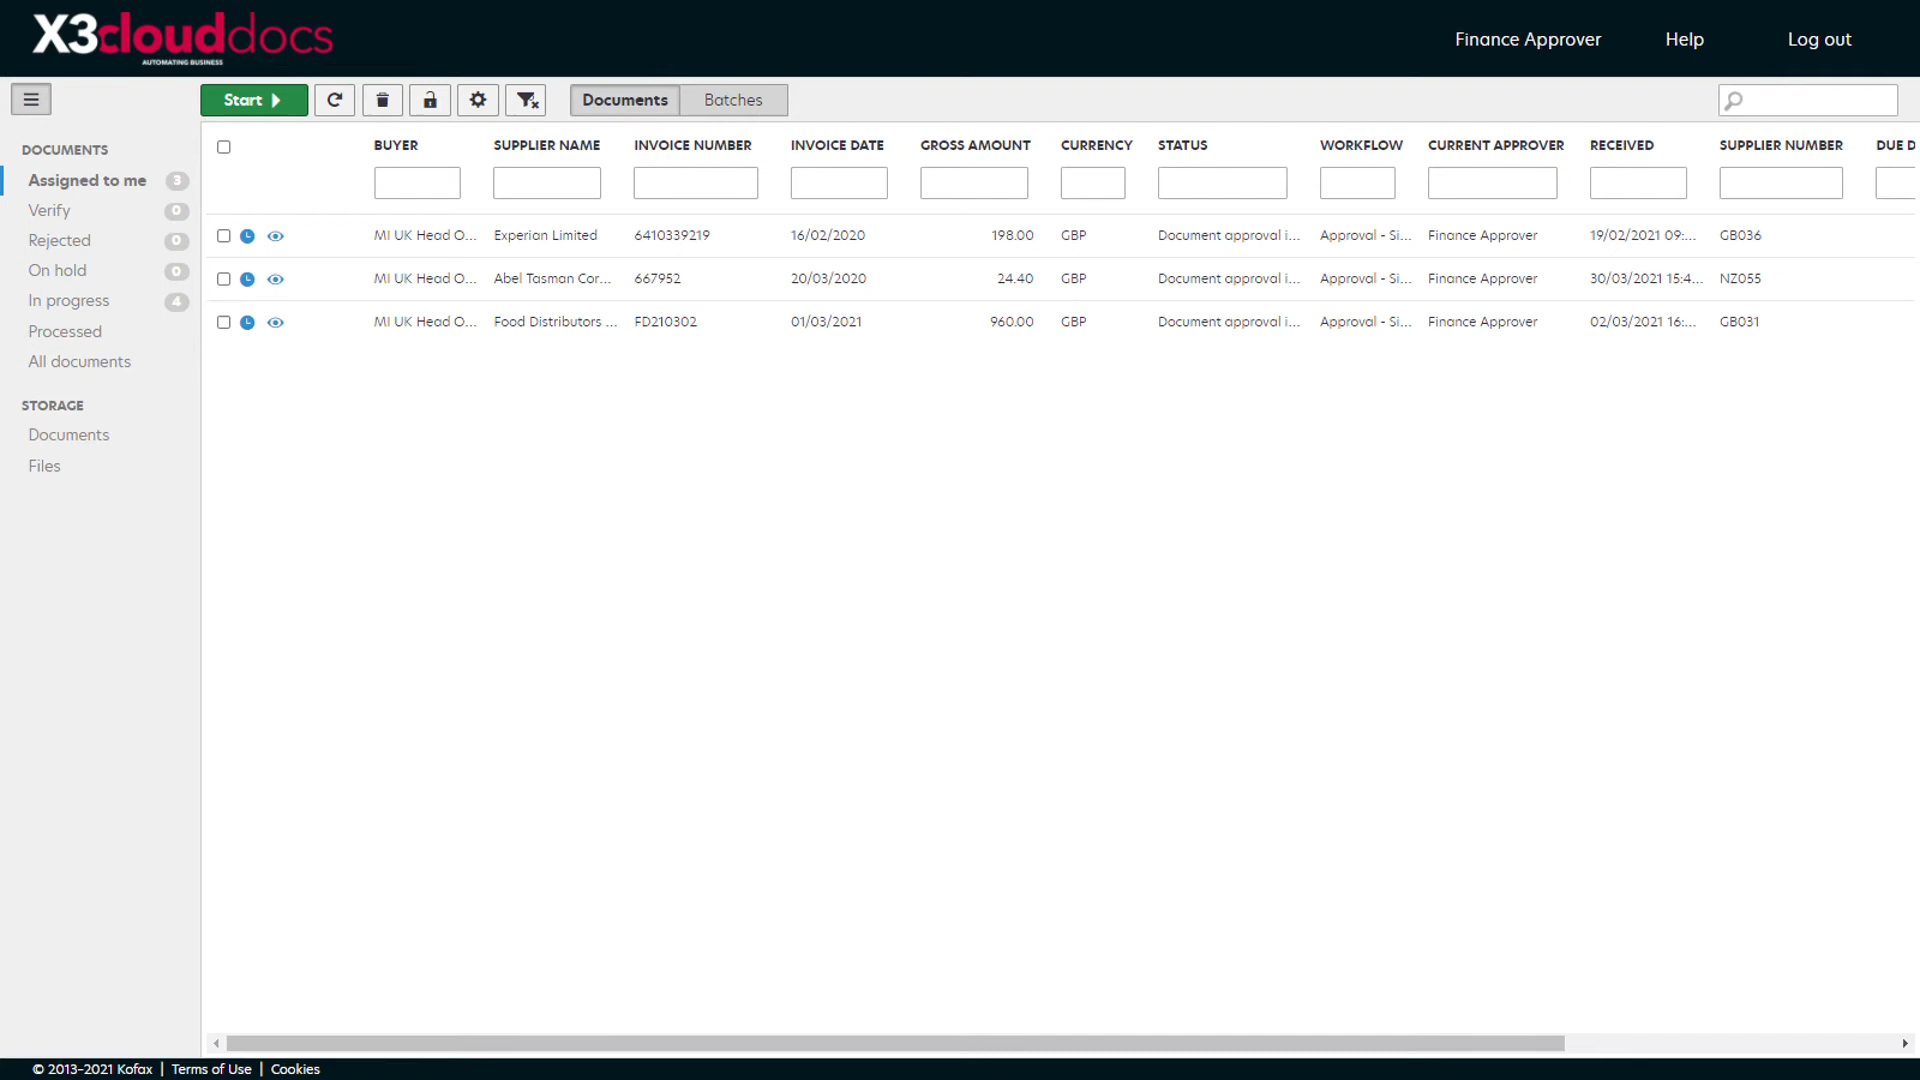 X3clouddocs
AUTOMATING BUSINESS
Finance Approver Help Log out
Start Documents Batches
DOCUMENTS
Assigned to me 3
Verify 0
Rejected 0
On hold 0
In progress 4
Processed
All documents
STORAGE
Documents
Files
BUYER SUPPLIER NAME INVOICE NUMBER INVOICE DATE GROSS AMOUNT CURRENCY STATUS WORKFLOW CURRENT APPROVER RECEIVED SUPPLIER NUMBER DUE D
MI UK Head O... Experian Limited 6410339219 16/02/2020 198.00 GBP Document approval i... Approval - Si... Finance Approver 19/02/2021 09:... GB036
MI UK Head O... Abel Tasman Cor... 667952 20/03/2020 24.40 GBP Document approval i... Approval - Si... Finance Approver 30/03/2021 15:4... NZ055
MI UK Head O... Food Distributors ... FD210302 01/03/2021 960.00 GBP Document approval i... Approval - Si... Finance Approver 02/03/2021 16:... GB031
© 2013-2021 Kofax | Terms of Use | Cookies